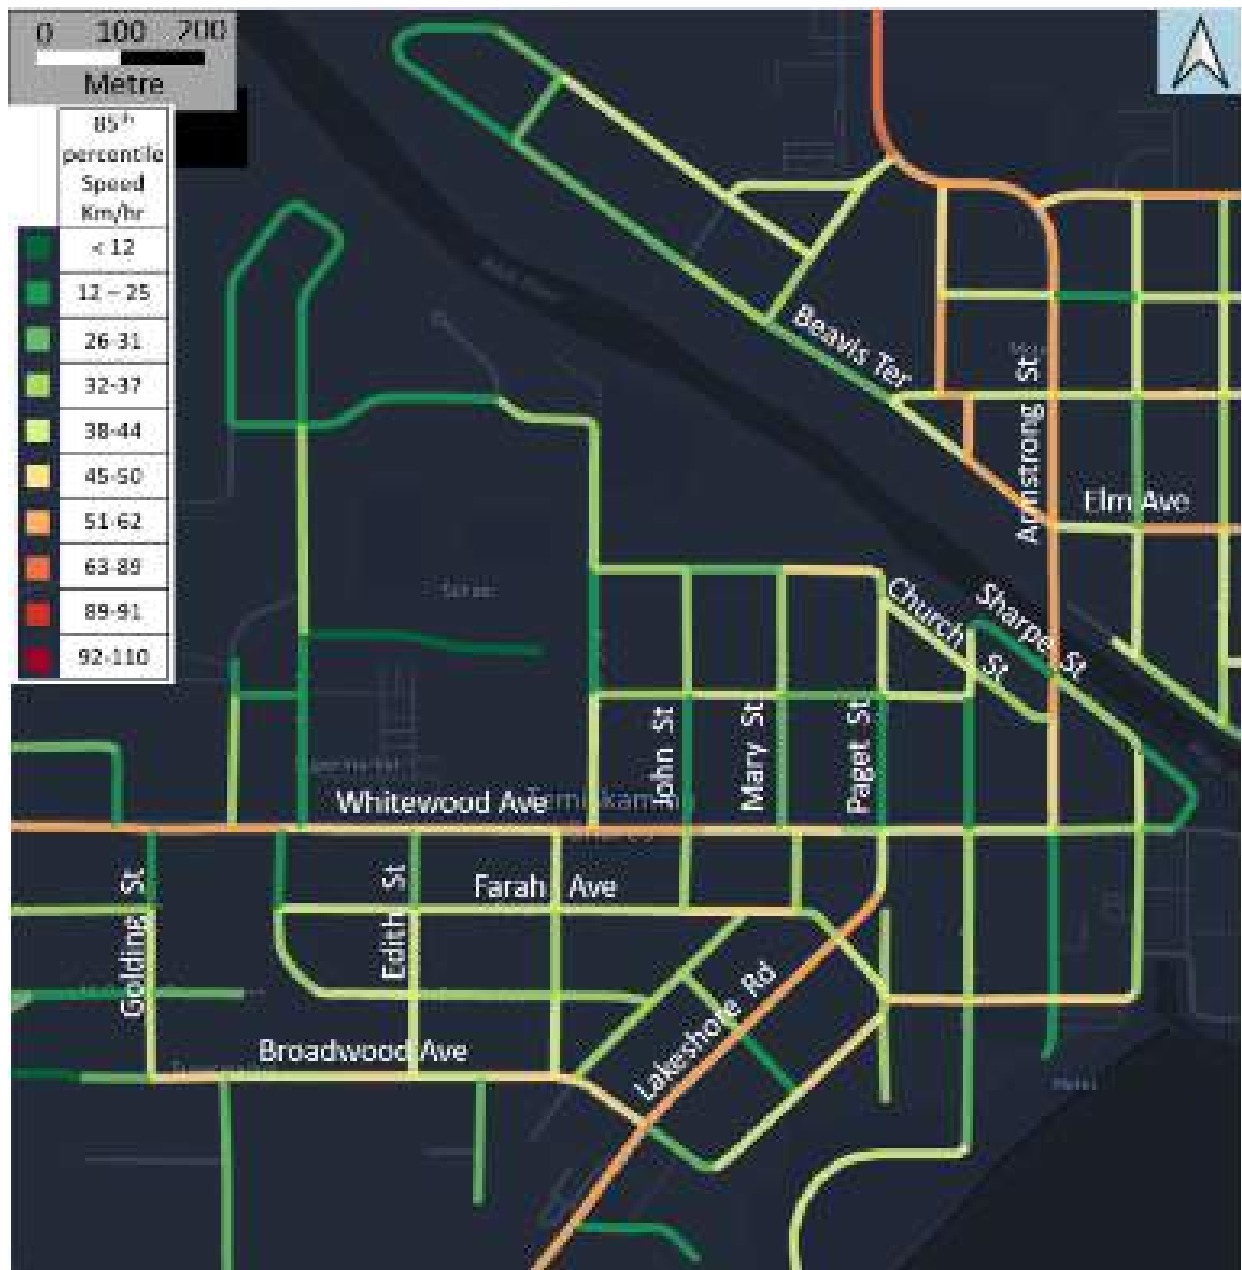 0 100 200
Metre
85th
percentile
Speed
Km/hr
< 12
12 – 25
26-31
32-37
38-44
45-50
51-62
63-89
89-91
92-110
Beavis Ter
Armstrong St
Elm Ave
Church St
Sharpe St
John St
Mary St
Paget St
Whitewood Ave
Farah Ave
Golding St
Edith St
Lakeshore Rd
Broadwood Ave